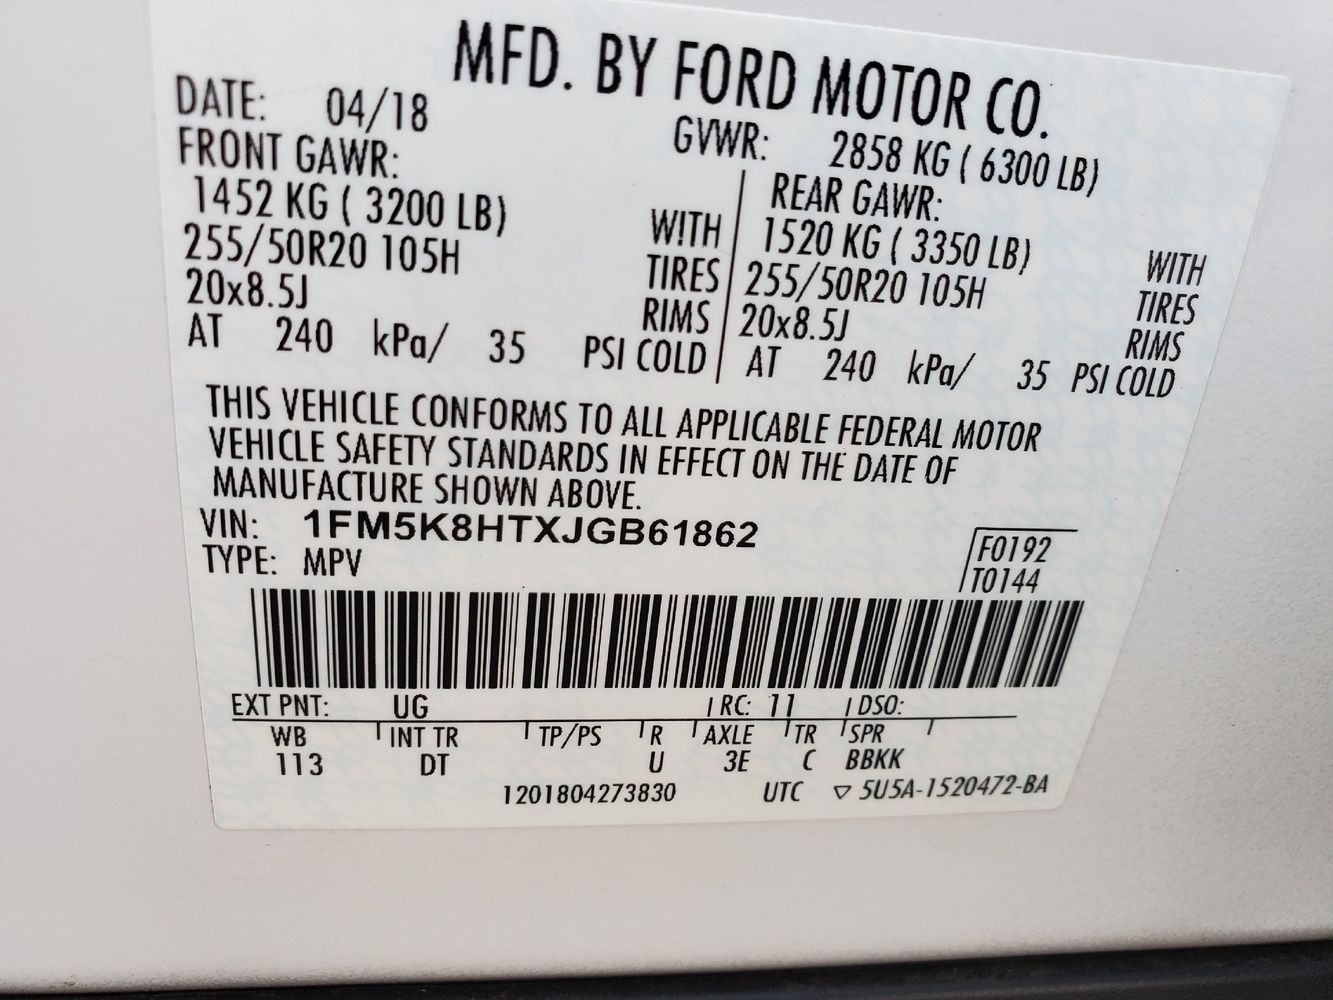 MFD. BY FORD MOTOR CO.
DATE: 04/18 GVWR: 2858 KG ( 6300 LB)
FRONT GAWR: REAR GAWR:
1452 KG ( 3200 LB) WITH 1520 KG ( 3350 LB) WITH
255/50R20 105H TIRES 255/50R20 105H TIRES
20x8.5J RIMS 20x8.5J RIMS
AT 240 kPa/ 35 PSI COLD AT 240 kPa/ 35 PSI COLD
THIS VEHICLE CONFORMS TO ALL APPLICABLE FEDERAL MOTOR
VEHICLE SAFETY STANDARDS IN EFFECT ON THE DATE OF
MANUFACTURE SHOWN ABOVE.
VIN: 1FM5K8HTXJGB61862 F0192
TYPE: MPV T0144
EXT PNT: UG RC: 11 DSO:
WB INT TR TP/PS R AXLE TR SPR
113 DT U 3E C BBKK
1201804273830 UTC ▽ 5U5A-1520472-BA